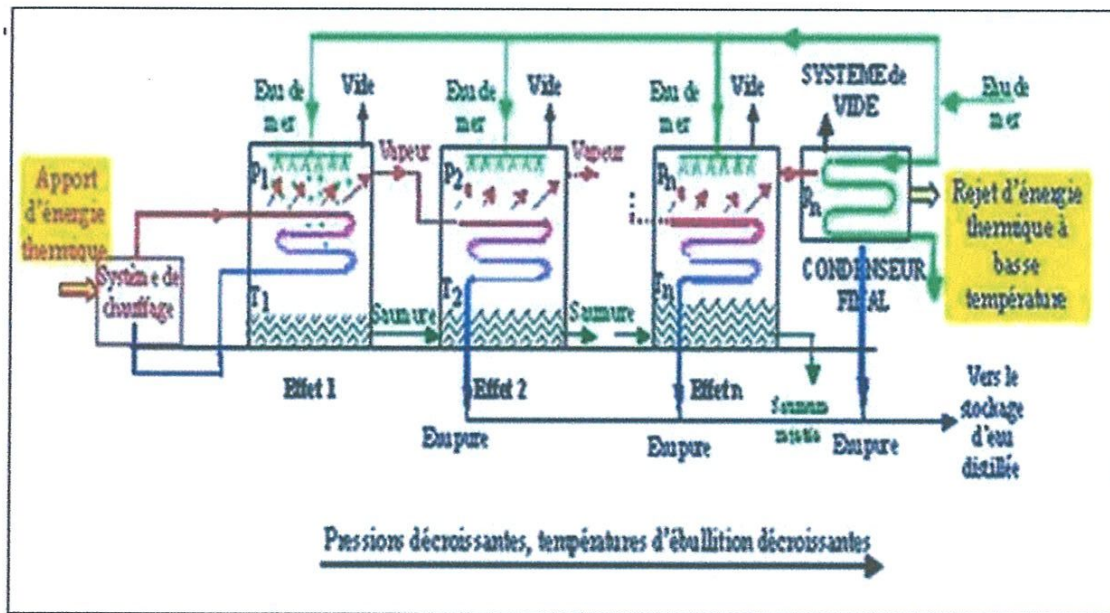 SYSTEME de
VIDE
Eau de
mer
Vide
Eau de
mer
Vide
Eau de
mer
Vide
Eau de
mer
Apport
d'énergie
thermique
P1
Vapeur
P2
Vapeur
Pn
Pn
Rejet d'énergie
thermique à
basse
température
Système de
chauffage
T1
T2
Tn
CONDENSEUR
FINAL
Saumure
Saumure
Effet 1
Effet 2
Effet n
Saumure
Eau pure
Eau pure
Eau pure
Vers le
stockage
d'eau
distillée
Pressions décroissantes, températures d'ébullition décroissantes